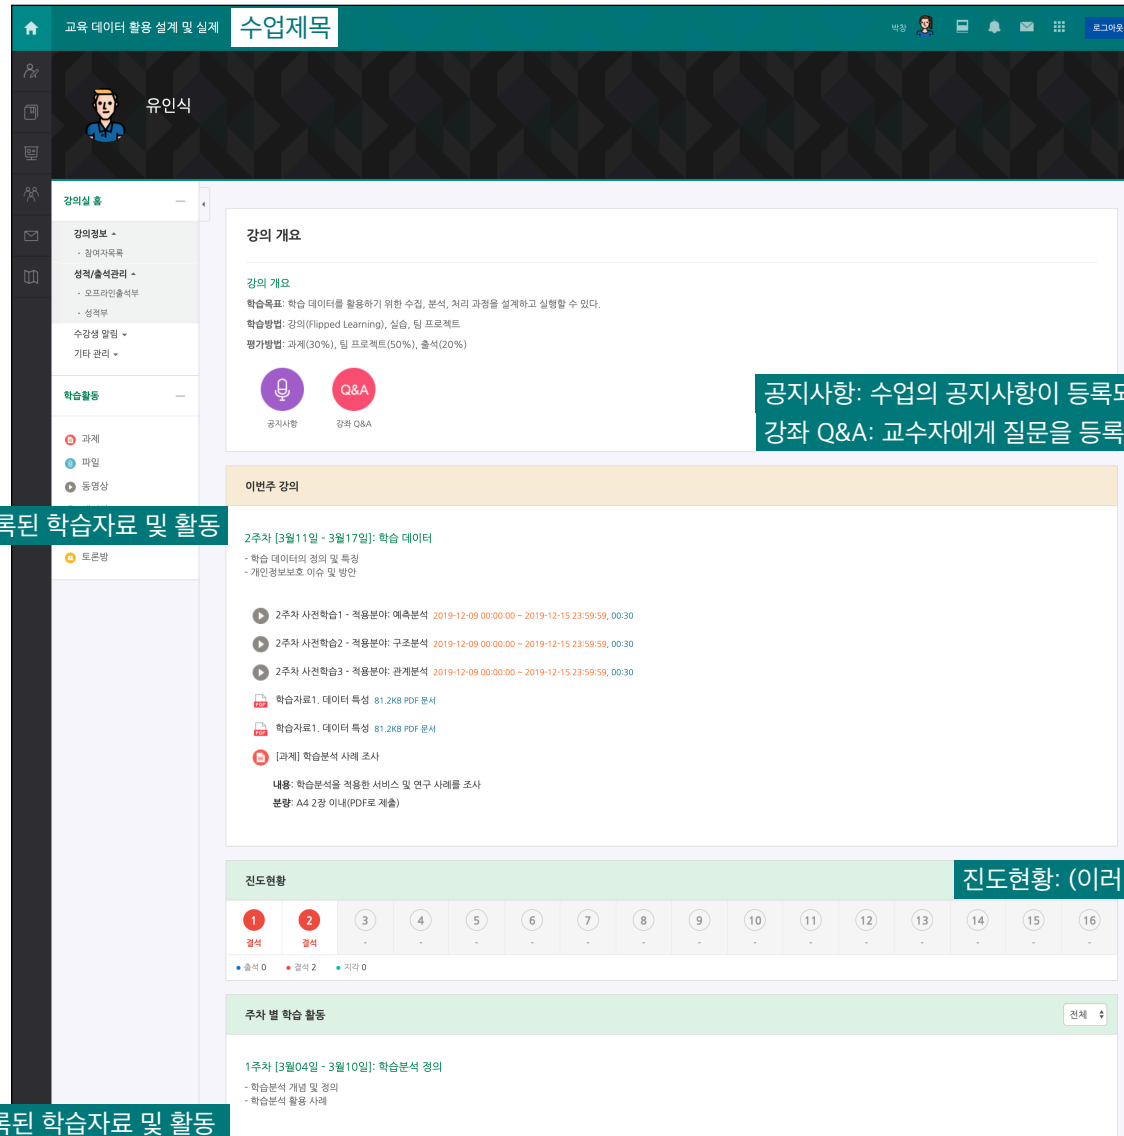 교육 데이터 활용 설계 및 실제
수업제목
박창
로그아웃
유인식
강의실 홈
강의정보
- 참여자목록
성적/출석관리
- 오프라인출석부
- 성적부
수강생 알림
기타 관리
학습활동
과제
파일
동영상
록된 학습자료 및 활동
토론방
강의 개요
강의 개요
학습목표: 학습 데이터를 활용하기 위한 수집, 분석, 처리 과정을 설계하고 실행할 수 있다.
학습방법: 강의(Flipped Learning), 실습, 팀 프로젝트
평가방법: 과제(30%), 팀 프로젝트(50%), 출석(20%)
Q&A
공지사항
강좌 Q&A
공지사항: 수업의 공지사항이 등록되
강좌 Q&A: 교수자에게 질문을 등록
이번주 강의
2주차 [3월11일 - 3월17일]: 학습 데이터
- 학습 데이터의 정의 및 특징
- 개인정보보호 이슈 및 방안
2주차 사전학습1 - 적용분야: 예측분석 2019-12-09 00:00:00 ~ 2019-12-15 23:59:59, 00:30
2주차 사전학습2 - 적용분야: 구조분석 2019-12-09 00:00:00 ~ 2019-12-15 23:59:59, 00:30
2주차 사전학습3 - 적용분야: 관계분석 2019-12-09 00:00:00 ~ 2019-12-15 23:59:59, 00:30
PDF 학습자료1. 데이터 특성 81.2KB PDF 문서
PDF 학습자료1. 데이터 특성 81.2KB PDF 문서
[과제] 학습분석 사례 조사
내용: 학습분석을 적용한 서비스 및 연구 사례를 조사
분량: A4 2장 이내(PDF로 제출)
진도현황
진도현황: (이러
1 2 3 4 5 6 7 8 9 10 11 12 13 14 15 16
결석 결석 - - - - - - - - - - - - - -
출석 0 결석 2 지각 0
주차 별 학습 활동
전체
1주차 [3월04일 - 3월10일]: 학습분석 정의
- 학습분석 개념 및 정의
- 학습분석 활용 사례
록된 학습자료 및 활동